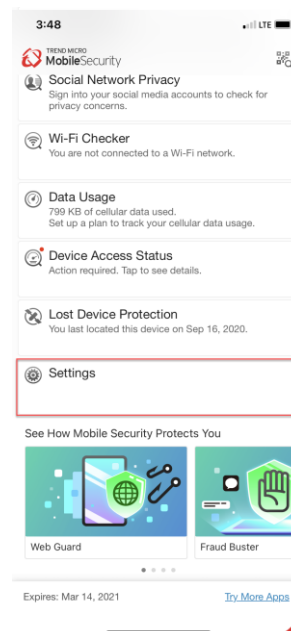 3:48
LTE
TREND MICRO
MobileSecurity
Social Network Privacy
Sign into your social media accounts to check for
privacy concerns.
Wi-Fi Checker
You are not connected to a Wi-Fi network.
Data Usage
799 KB of cellular data used.
Set up a plan to track your cellular data usage.
Device Access Status
Action required. Tap to see details.
Lost Device Protection
You last located this device on Sep 16, 2020.
Settings
See How Mobile Security Protects You
Web Guard
Fraud Buster
Expires: Mar 14, 2021
Try More Apps